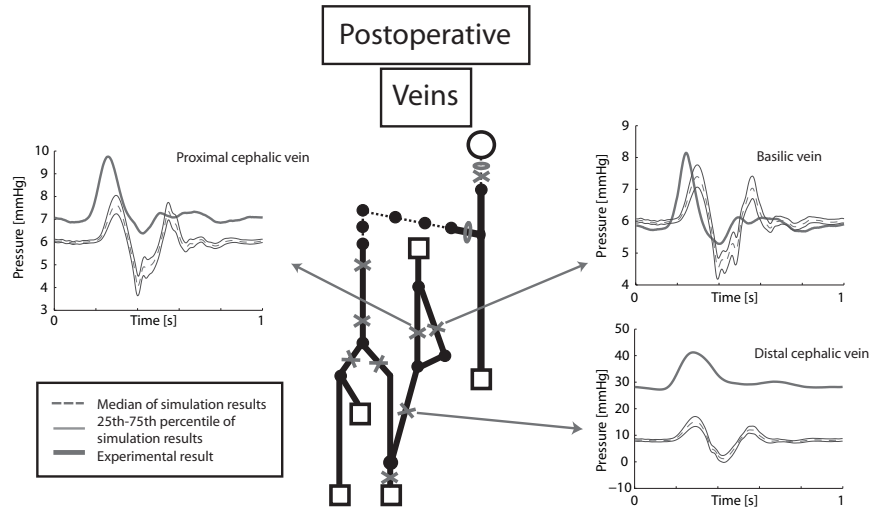 Postoperative
Veins
Proximal cephalic vein
Pressure [mmHg]
10
9
8
7
6
5
4
3
0
Time [s]
1
Basilic vein
Pressure [mmHg]
9
8
7
6
5
4
0
Time [s]
1
Distal cephalic vein
Pressure [mmHg]
50
40
30
20
10
0
−10
0
Time [s]
1
Median of simulation results
25th-75th percentile of
simulation results
Experimental result